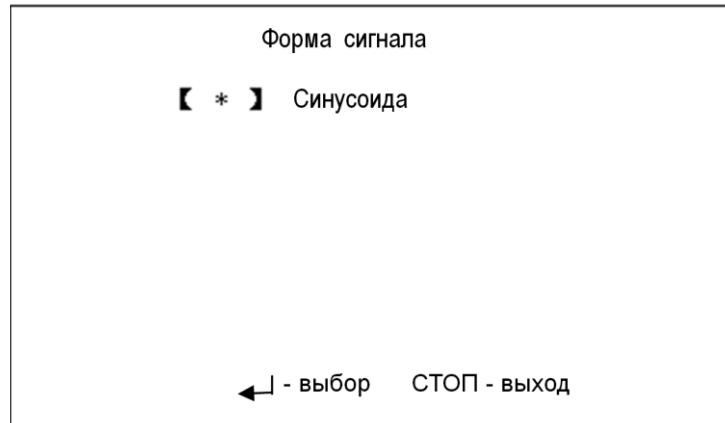 Форма сигнала
【 * 】 Синусоида
↵ - выбор СТОП - выход